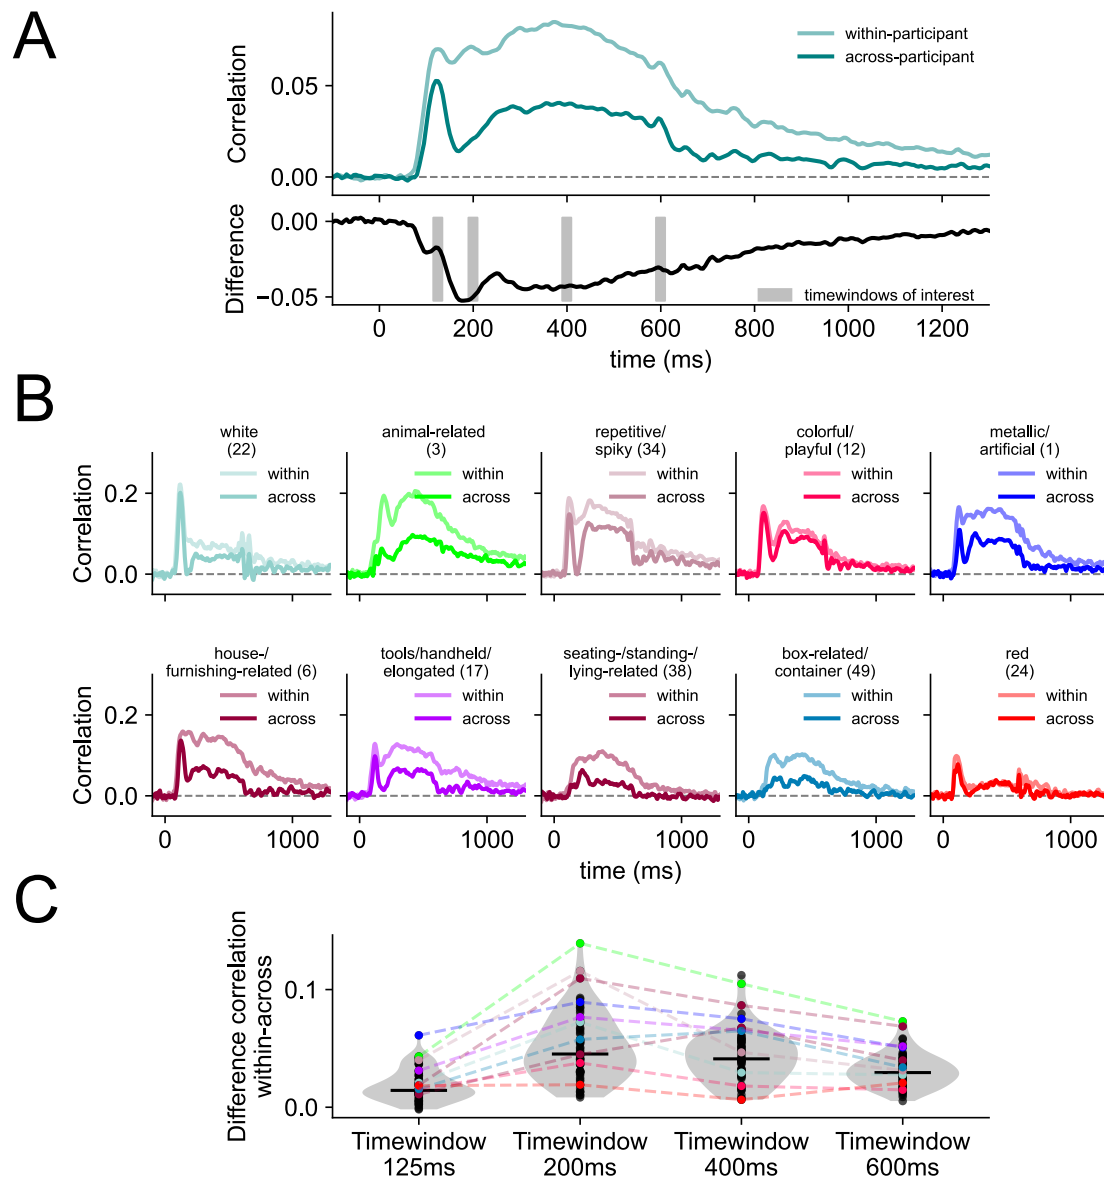 A
Correlation
0.05
0.00
within-participant
across-participant
Difference
0.00
−0.05
timewindows of interest
0 200 400 600 800 1000 1200
time (ms)
B
white
(22)
within
across
animal-related
(3)
within
across
repetitive/
spiky (34)
within
across
colorful/
playful (12)
within
across
metallic/
artificial (1)
within
across
Correlation
0.2
0.0
house-/
furnishing-related (6)
within
across
tools/handheld/
elongated (17)
within
across
seating-/standing-/
lying-related (38)
within
across
box-related/
container (49)
within
across
red
(24)
within
across
Correlation
0.2
0.0
0 1000 0 1000 0 1000 0 1000 0 1000
time (ms)
C
Difference correlation
within-across
0.1
0.0
Timewindow
125ms
Timewindow
200ms
Timewindow
400ms
Timewindow
600ms